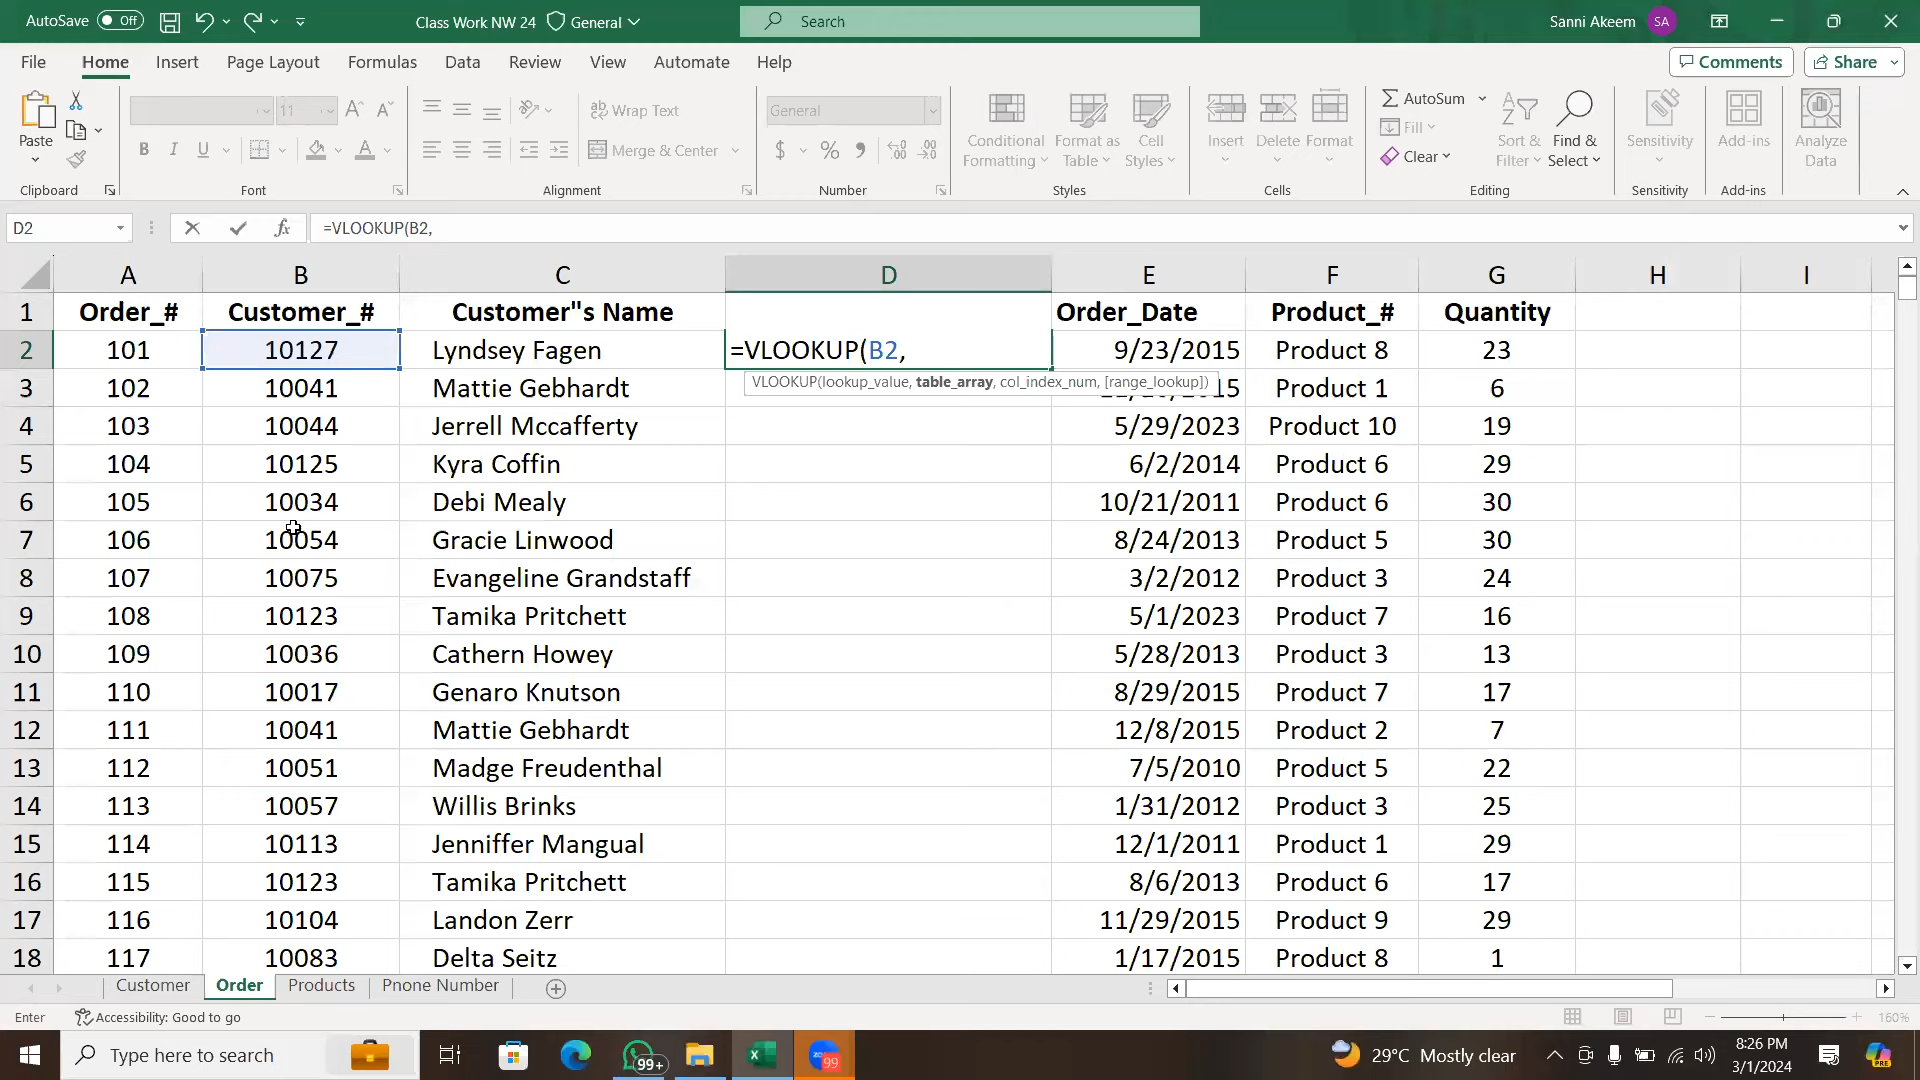 AutoSave Off Class Work NW 24 General Search Sanni Akeem SA
File Home Insert Page Layout Formulas Data Review View Automate Help Comments Share
Paste 11 Wrap Text General Conditional Formatting Format as Table Cell Styles Insert Delete Format AutoSum Sort & Filter Find & Select Sensitivity Add-ins Analyze Data
B I U Merge & Center $ % Fill Clear
Clipboard Font Alignment Number Styles Cells Editing Sensitivity Add-ins
D2 fx =VLOOKUP(B2,
A B C D E F G H I
1 Order_# Customer_# Customer"s Name Order_Date Product_# Quantity
2 101 10127 Lyndsey Fagen =VLOOKUP(B2, 9/23/2015 Product 8 23
VLOOKUP(lookup_value, table_array, col_index_num, [range_lookup])
3 102 10041 Mattie Gebhardt 15 Product 1 6
4 103 10044 Jerrell Mccafferty 5/29/2023 Product 10 19
5 104 10125 Kyra Coffin 6/2/2014 Product 6 29
6 105 10034 Debi Mealy 10/21/2011 Product 6 30
7 106 10054 Gracie Linwood 8/24/2013 Product 5 30
8 107 10075 Evangeline Grandstaff 3/2/2012 Product 3 24
9 108 10123 Tamika Pritchett 5/1/2023 Product 7 16
10 109 10036 Cathern Howey 5/28/2013 Product 3 13
11 110 10017 Genaro Knutson 8/29/2015 Product 7 17
12 111 10041 Mattie Gebhardt 12/8/2015 Product 2 7
13 112 10051 Madge Freudenthal 7/5/2010 Product 5 22
14 113 10057 Willis Brinks 1/31/2012 Product 3 25
15 114 10113 Jenniffer Mangual 12/1/2011 Product 1 29
16 115 10123 Tamika Pritchett 8/6/2013 Product 6 17
17 116 10104 Landon Zerr 11/29/2015 Product 9 29
18 117 10083 Delta Seitz 1/17/2015 Product 8 1
Customer Order Products Pnone Number
Enter Accessibility: Good to go 160%
Type here to search 99+ 99 29°C Mostly clear 8:26 PM
3/1/2024